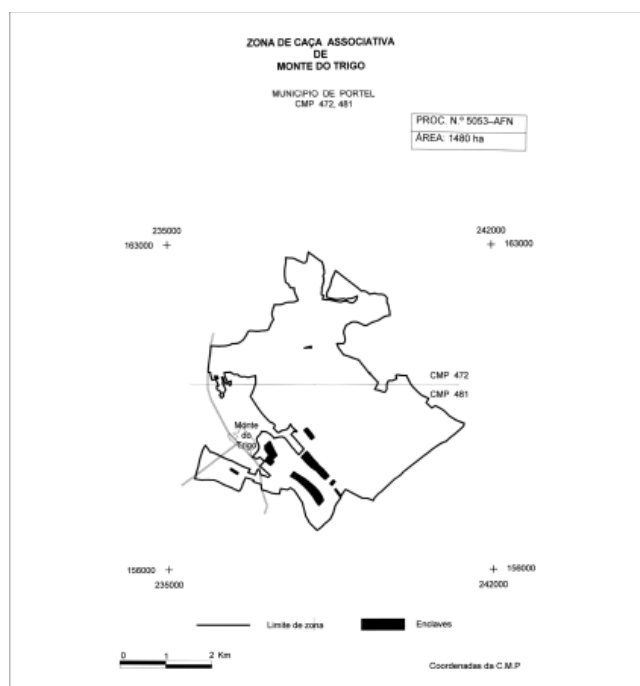 ZONA DE CAÇA ASSOCIATIVA
DE
MONTE DO TRIGO
MUNICIPIO DE PORTEL
CMP 472, 481
PROC. N.º 5053–AFN
ÁREA: 1480 ha
235000
163000
242000
163000
CMP 472
CMP 481
Monte
do
Trigo
156000
235000
156000
242000
Limite de zona
Enclaves
0 1 2 Km
Coordenadas da C.M.P